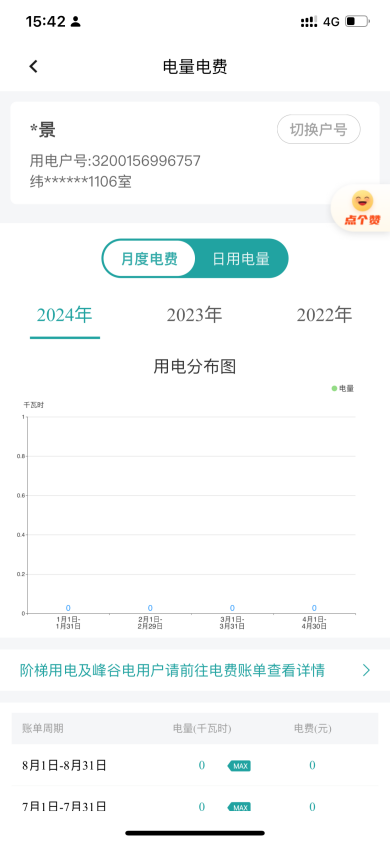 15:42
4G
电量电费
*景
切换户号
用电户号:3200156996757
纬******1106室
点个赞
月度电费
日用电量
2024年
2023年
2022年
用电分布图
电量
千瓦时
1
0.8
0.6
0.4
0.2
0
0
0
0
0
1月1日-
1月31日
2月1日-
2月29日
3月1日-
3月31日
4月1日-
4月30日
阶梯用电及峰谷电用户请前往电费账单查看详情
账单周期
电量(千瓦时)
电费(元)
8月1日-8月31日
0
MAX
0
7月1日-7月31日
0
MAX
0